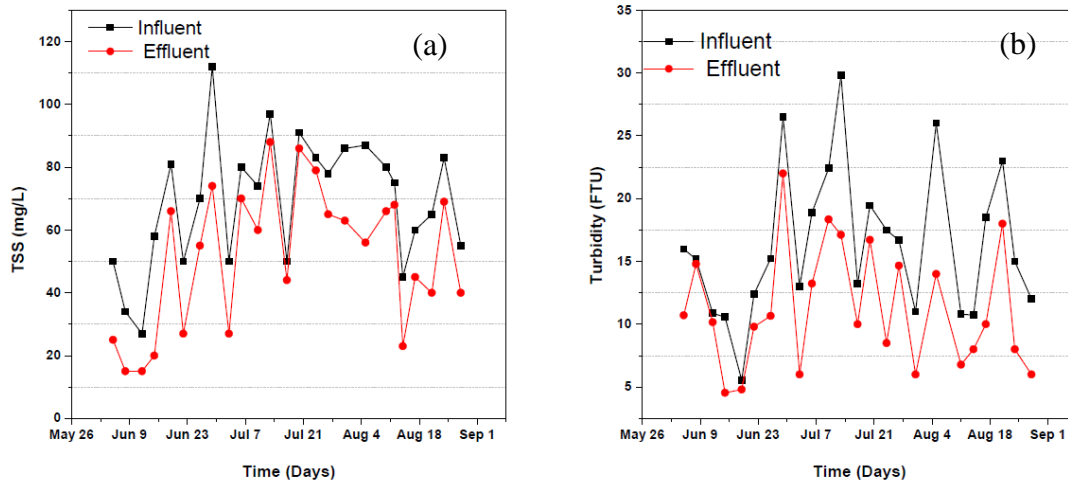 Influent
Effluent
(a)
TSS (mg/L)
120
100
80
60
40
20
0
May 26 Jun 9 Jun 23 Jul 7 Jul 21 Aug 4 Aug 18 Sep 1
Time (Days)
Influent
Effluent
(b)
Turbidity (FTU)
35
30
25
20
15
10
5
May 26 Jun 9 Jun 23 Jul 7 Jul 21 Aug 4 Aug 18 Sep 1
Time (Days)